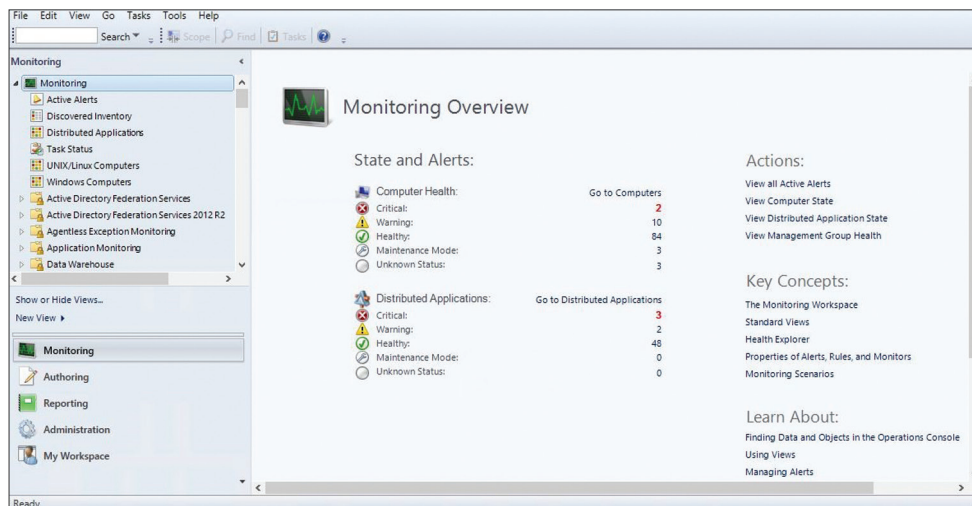 File Edit View Go Tasks Tools Help
Search Scope Find Tasks
Monitoring
Monitoring
Active Alerts
Discovered Inventory
Distributed Applications
Task Status
UNIX/Linux Computers
Windows Computers
Active Directory Federation Services
Active Directory Federation Services 2012 R2
Agentless Exception Monitoring
Application Monitoring
Data Warehouse
Show or Hide Views...
New View
Monitoring
Authoring
Reporting
Administration
My Workspace
Ready
Monitoring Overview
State and Alerts:
Computer Health: Go to Computers
Critical: 2
Warning: 10
Healthy: 84
Maintenance Mode: 3
Unknown Status: 3
Distributed Applications: Go to Distributed Applications
Critical: 3
Warning: 2
Healthy: 48
Maintenance Mode: 0
Unknown Status: 0
Actions:
View all Active Alerts
View Computer State
View Distributed Application State
View Management Group Health
Key Concepts:
The Monitoring Workspace
Standard Views
Health Explorer
Properties of Alerts, Rules, and Monitors
Monitoring Scenarios
Learn About:
Finding Data and Objects in the Operations Console
Using Views
Managing Alerts